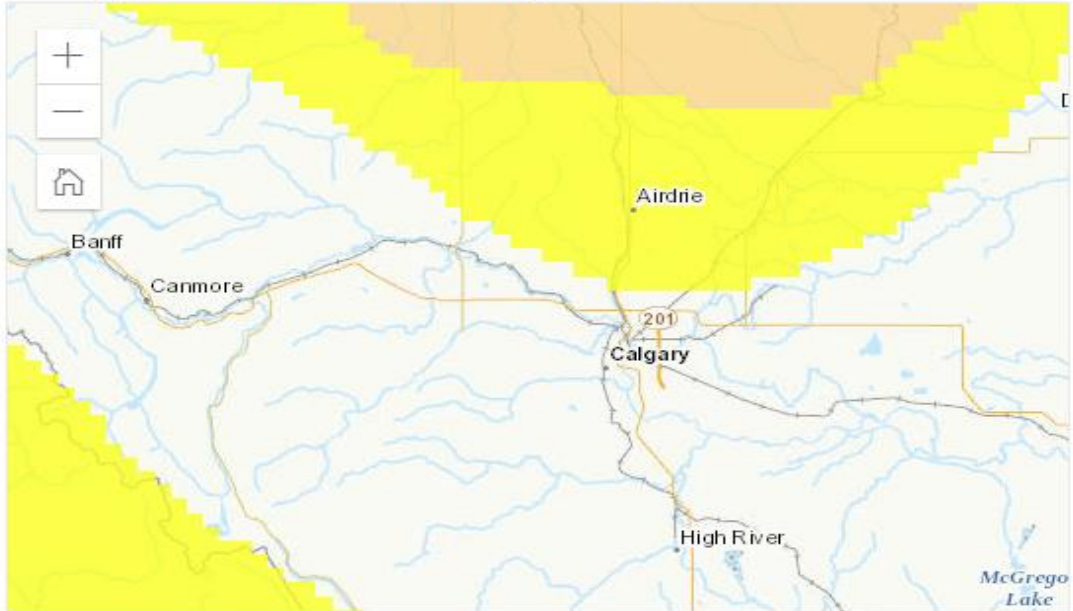 +
−
Airdrie
Banff
Canmore
201
Calgary
High River
McGrego
Lake